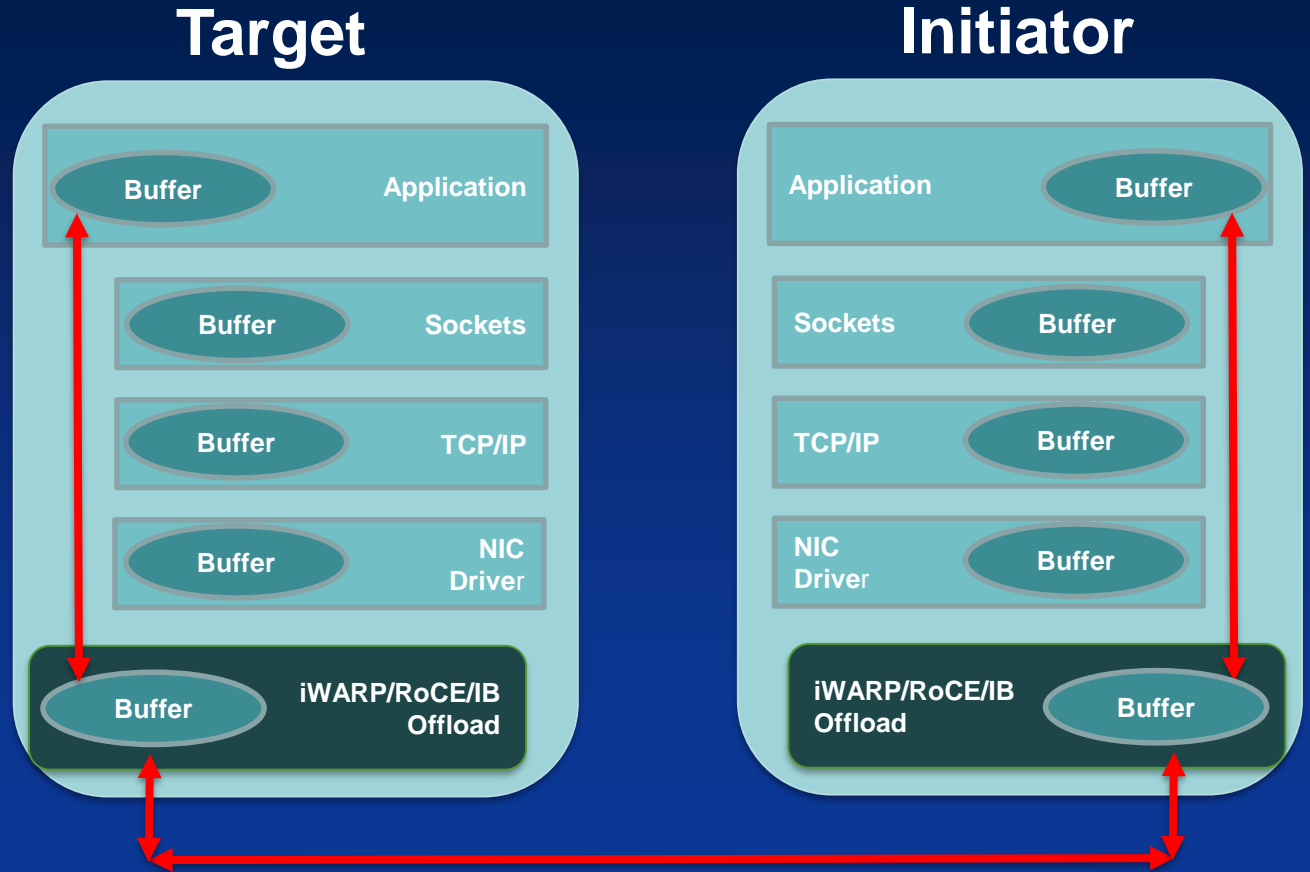 Target
Buffer
Application
Buffer
Sockets
Buffer
TCP/IP
Buffer
NIC
Driver
Buffer
iWARP/RoCE/IB
Offload
Initiator
Application
Buffer
Sockets
Buffer
TCP/IP
Buffer
NIC
Driver
Buffer
iWARP/RoCE/IB
Offload
Buffer